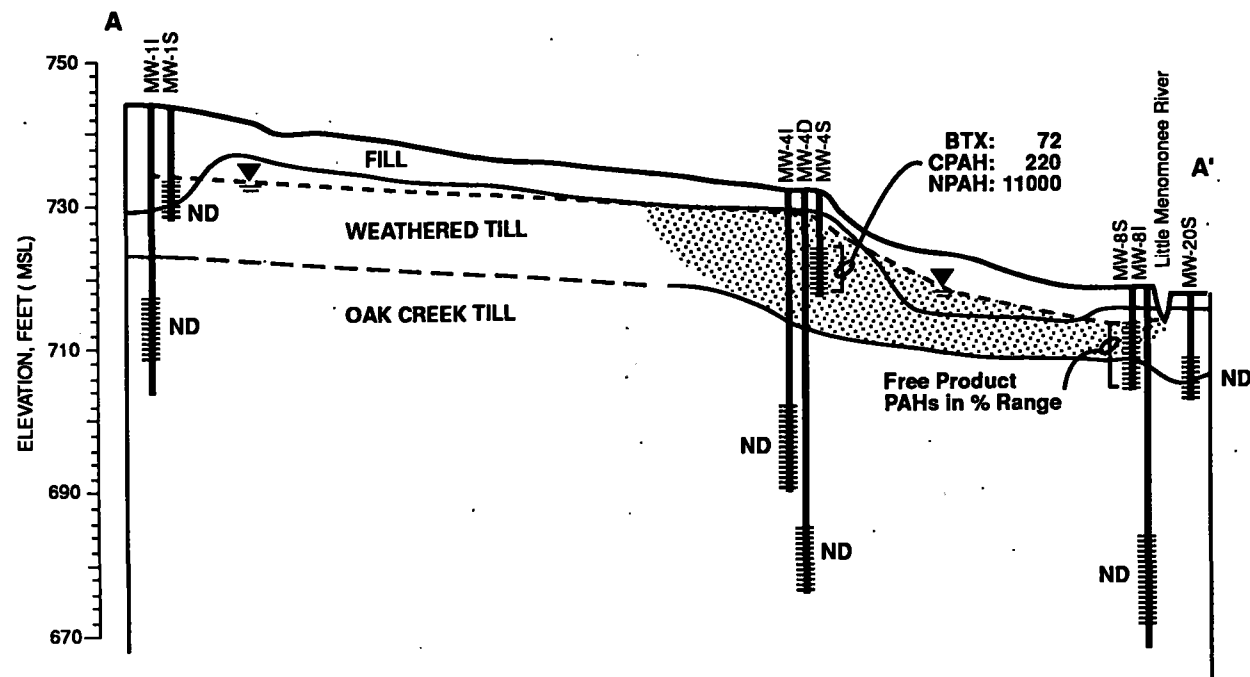 A
MW-1I
MW-1S
750
730
710
690
670
ELEVATION, FEET (MSL)
FILL
WEATHERED TILL
OAK CREEK TILL
ND
ND
MW-4I
MW-4D
MW-4S
BTX: 72
CPAH: 220
NPAH: 11000
A'
MW-8S
MW-8I
Little Menomonee River
MW-20S
Free Product
PAHs in % Range
ND
ND
ND
ND